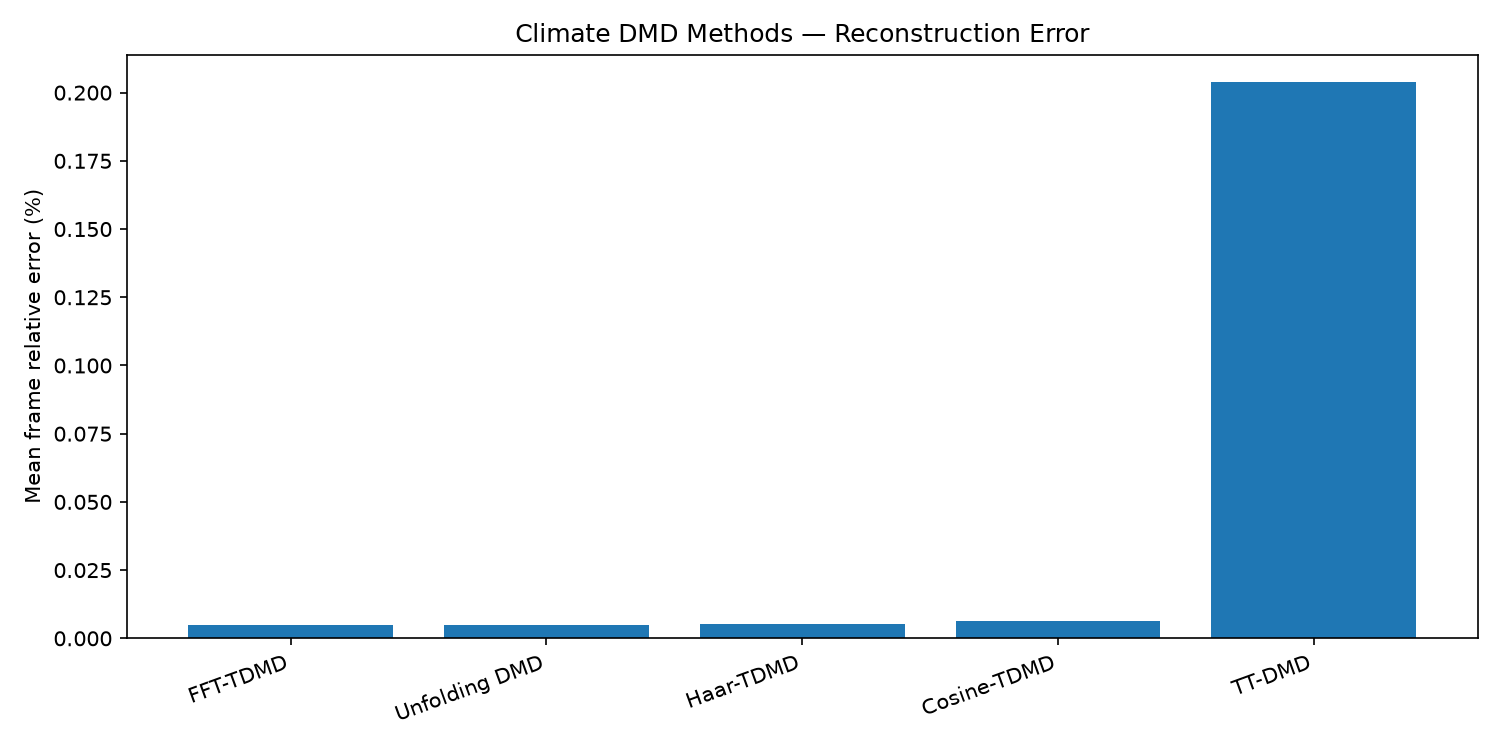 Climate DMD Methods — Reconstruction Error
Mean frame relative error (%)
0.200
0.175
0.150
0.125
0.100
0.075
0.050
0.025
0.000
FFT-TDMD
Unfolding DMD
Haar-TDMD
Cosine-TDMD
TT-DMD